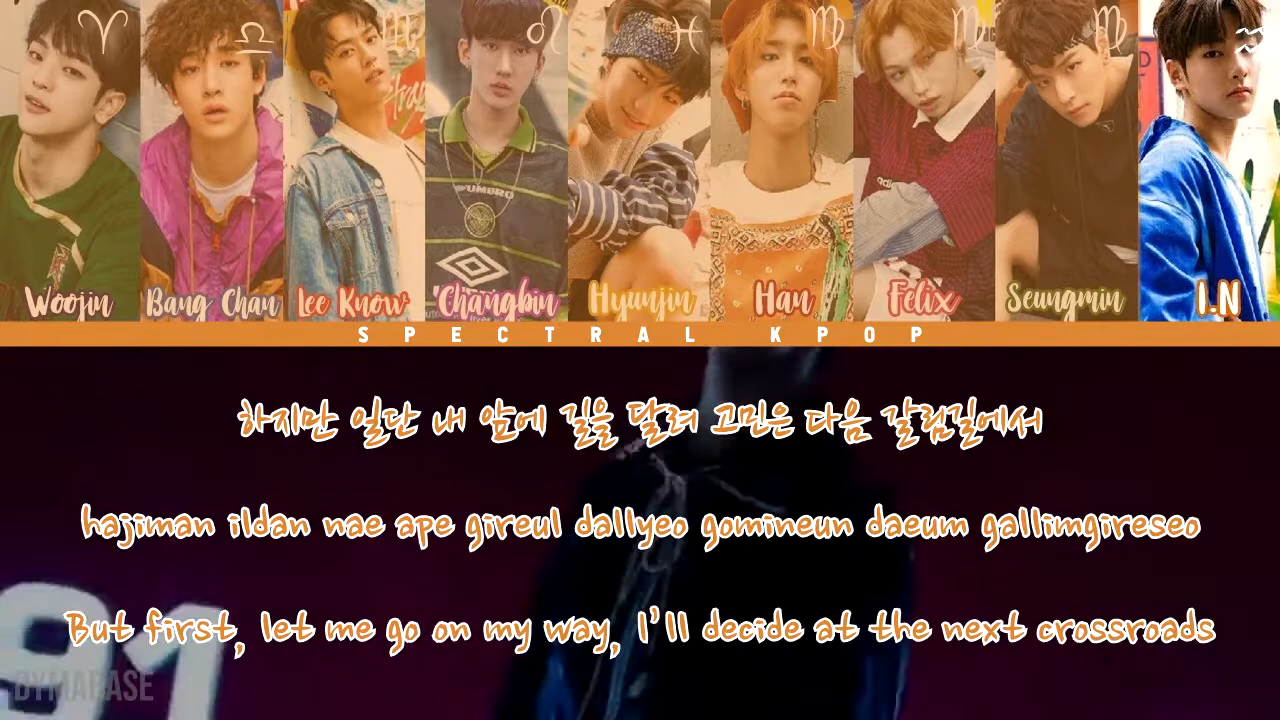 Woojin Bang Chan Lee Know Changbin Hyunjin Han Felix Seungmin I.N
UMBRO
SPECTRAL KPOP
하지만 일단 내 앞에 길을 달려 고민은 다음 갈림길에서
hajiman ildan nae ape gireul dallyeo gomineun daeum gallimgireseo
But first, let me go on my way, I'll decide at the next crossroads
91
DYMABASE